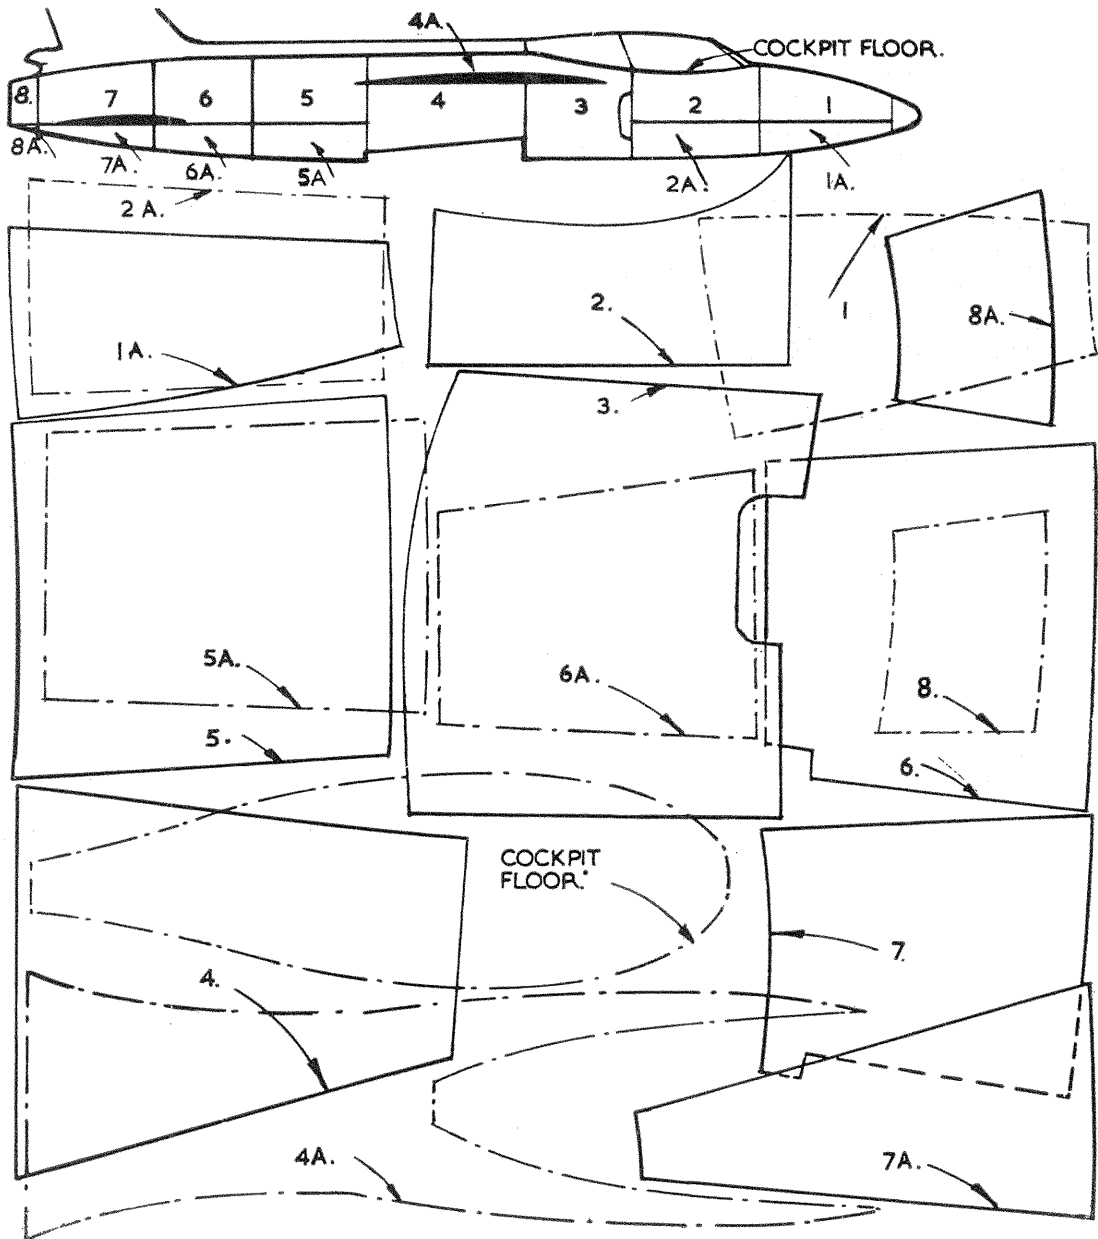 4A.
COCKPIT FLOOR.
8. 7 6 5 4 3 2 1
8A. 7A. 6A. 5A 2A. 1A.
2A.
2. 1 8A.
1A.
3.
5A. 6A. 8.
5. 6.
COCKPIT
FLOOR.
7.
4.
4A. 7A.